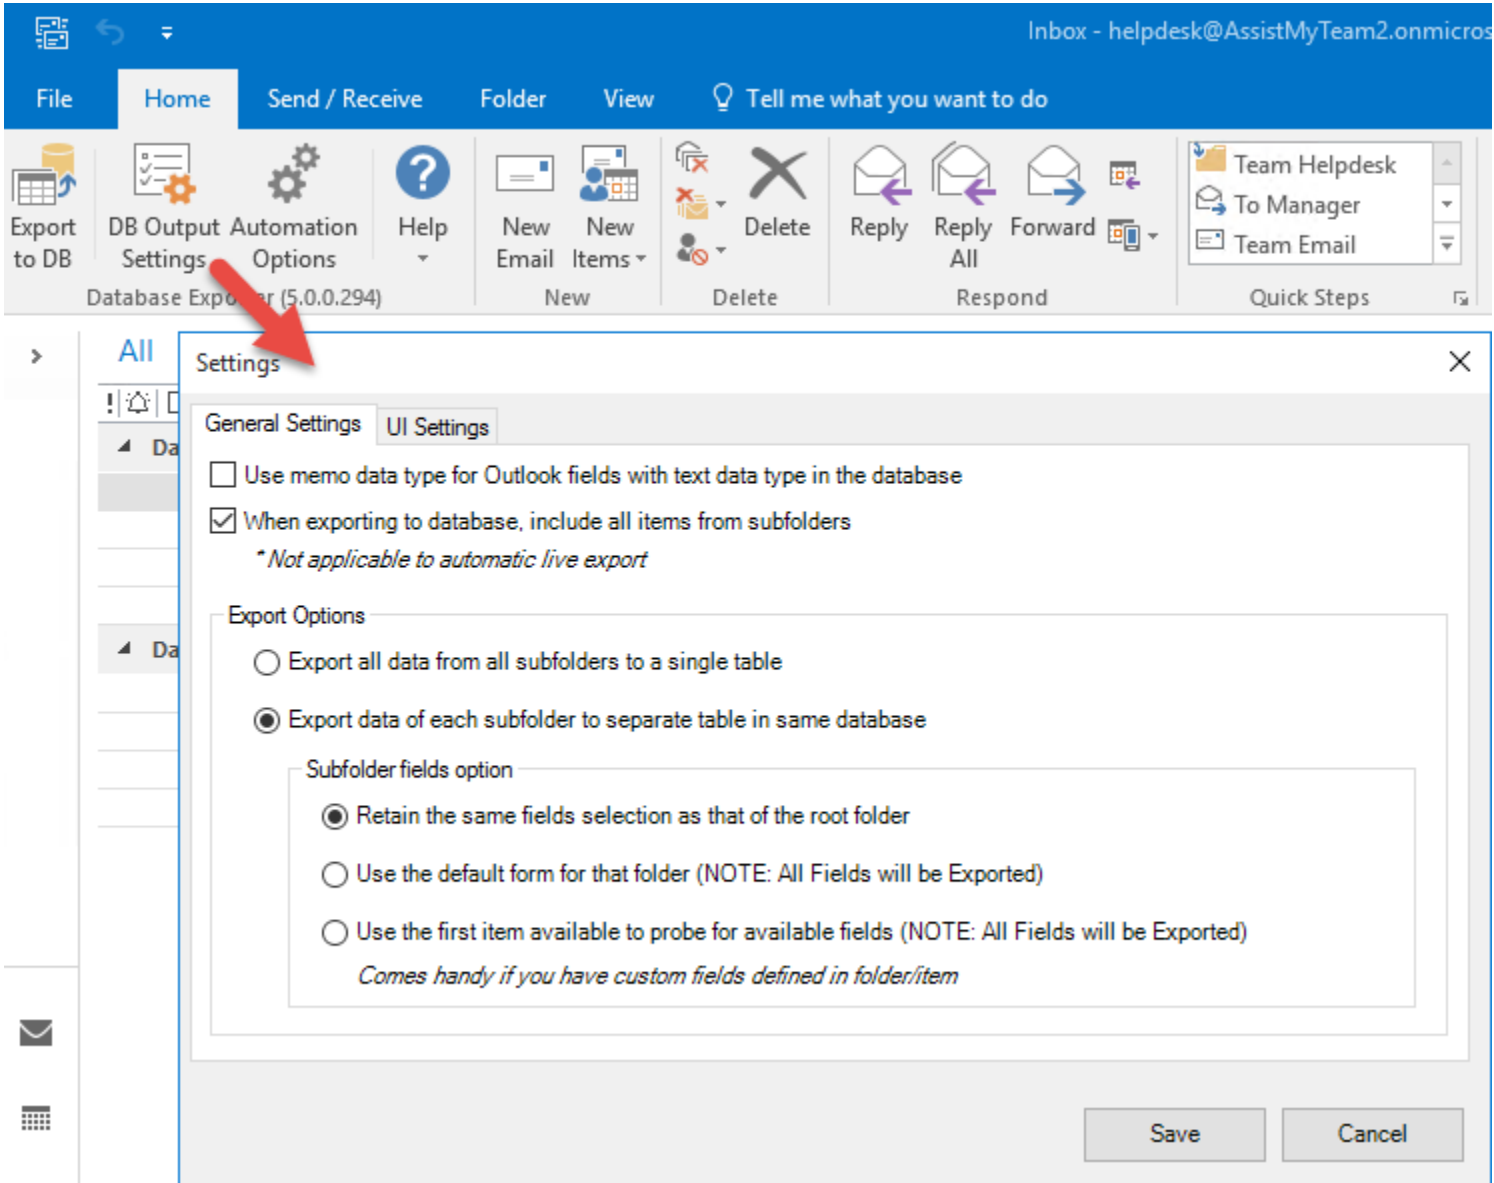 Inbox - helpdesk@AssistMyTeam2.onmicros
File Home Send / Receive Folder View Tell me what you want to do
Export to DB
DB Output Settings
Automation Options
Help
New Email
New Items
Delete
Reply
Reply All
Forward
Team Helpdesk
To Manager
Team Email
Database Exporter (5.0.0.294)
New
Delete
Respond
Quick Steps
All
Da
Da
Settings
General Settings
UI Settings
Use memo data type for Outlook fields with text data type in the database
When exporting to database, include all items from subfolders
* Not applicable to automatic live export
Export Options
Export all data from all subfolders to a single table
Export data of each subfolder to separate table in same database
Subfolder fields option
Retain the same fields selection as that of the root folder
Use the default form for that folder (NOTE: All Fields will be Exported)
Use the first item available to probe for available fields (NOTE: All Fields will be Exported)
Comes handy if you have custom fields defined in folder/item
Save
Cancel